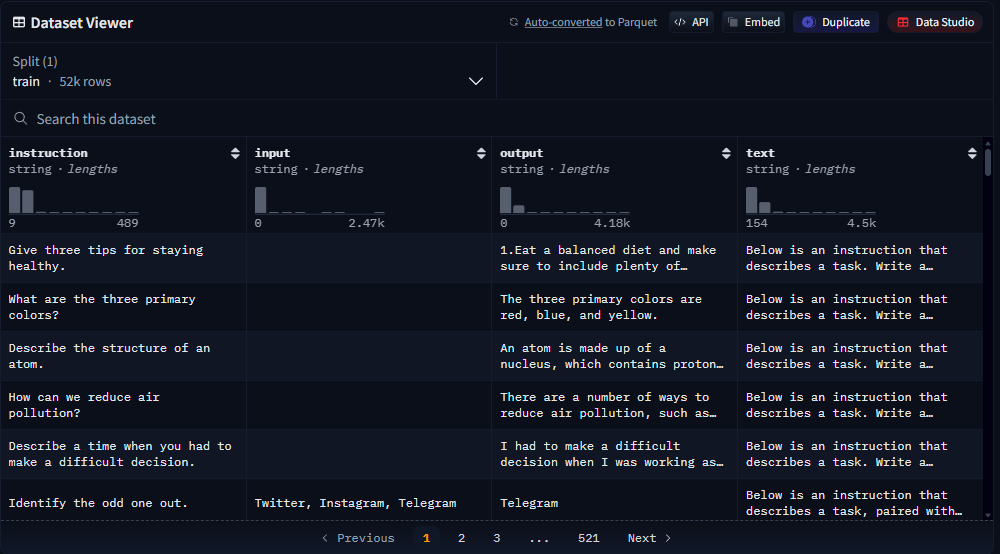 Dataset Viewer
Auto-converted to Parquet
API
Embed
Duplicate
Data Studio
Split (1)
train · 52k rows
Search this dataset
instruction
string · lengths
9 489
input
string · lengths
0 2.47k
output
string · lengths
0 4.18k
text
string · lengths
154 4.5k
Give three tips for staying
healthy.
1.Eat a balanced diet and make
sure to include plenty of…
Below is an instruction that
describes a task. Write a…
What are the three primary
colors?
The three primary colors are
red, blue, and yellow.
Below is an instruction that
describes a task. Write a…
Describe the structure of an
atom.
An atom is made up of a
nucleus, which contains proton…
Below is an instruction that
describes a task. Write a…
How can we reduce air
pollution?
There are a number of ways to
reduce air pollution, such as…
Below is an instruction that
describes a task. Write a…
Describe a time when you had to
make a difficult decision.
I had to make a difficult
decision when I was working as…
Below is an instruction that
describes a task. Write a…
Identify the odd one out.
Twitter, Instagram, Telegram
Telegram
Below is an instruction that
describes a task, paired with…
< Previous 1 2 3 ... 521 Next >